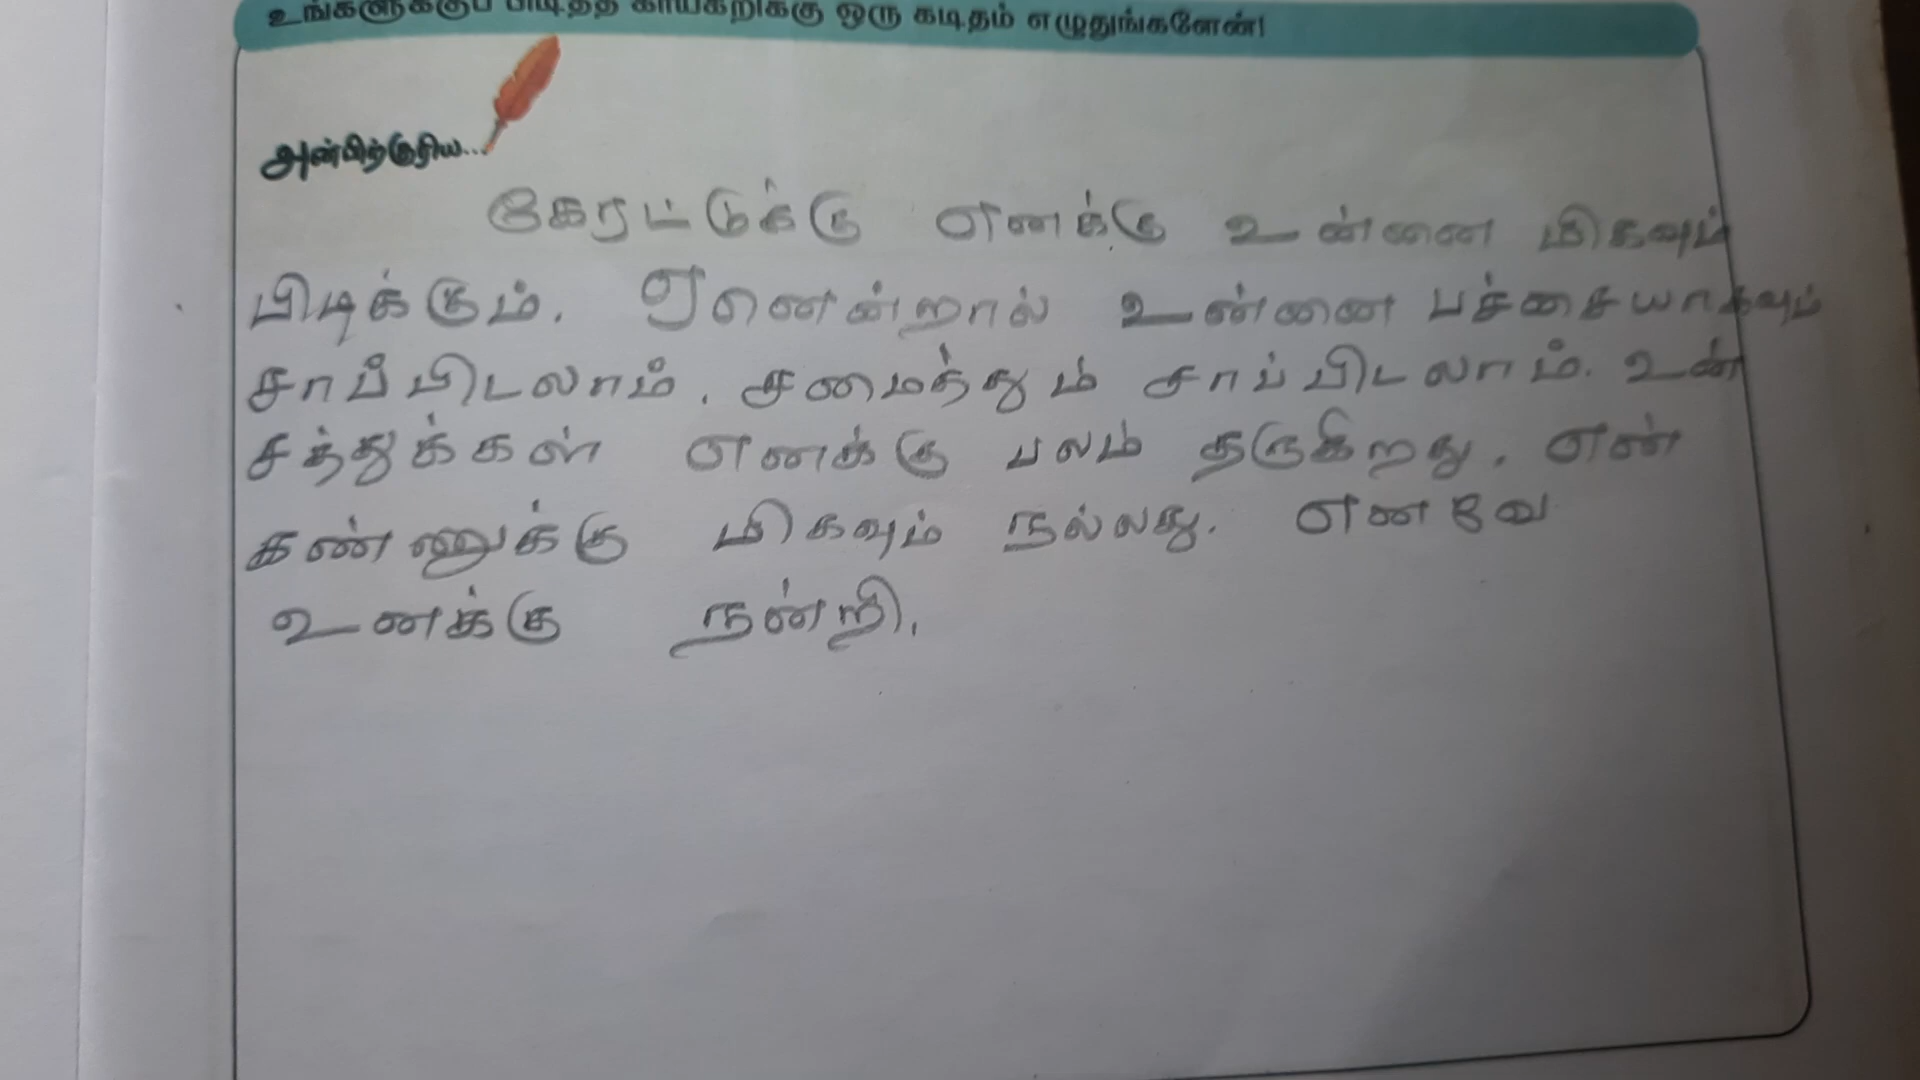 உங்களுக்குப் பிடித்த காய்கறிக்கு ஒரு கடிதம் எழுதுங்களேன்!
அன்பிற்குரிய...
கேரட்டுக்கு எனக்கு உன்னை மிகவும்
பிடிக்கும். ஏனென்றால் உன்னை பச்சையாகவும்
சாப்பிடலாம். சமைத்தும் சாப்பிடலாம். உன்
சத்துக்கள் எனக்கு பலம் தருகிறது. என்
கண்ணுக்கு மிகவும் நல்லது. எனவே
உனக்கு நன்றி.